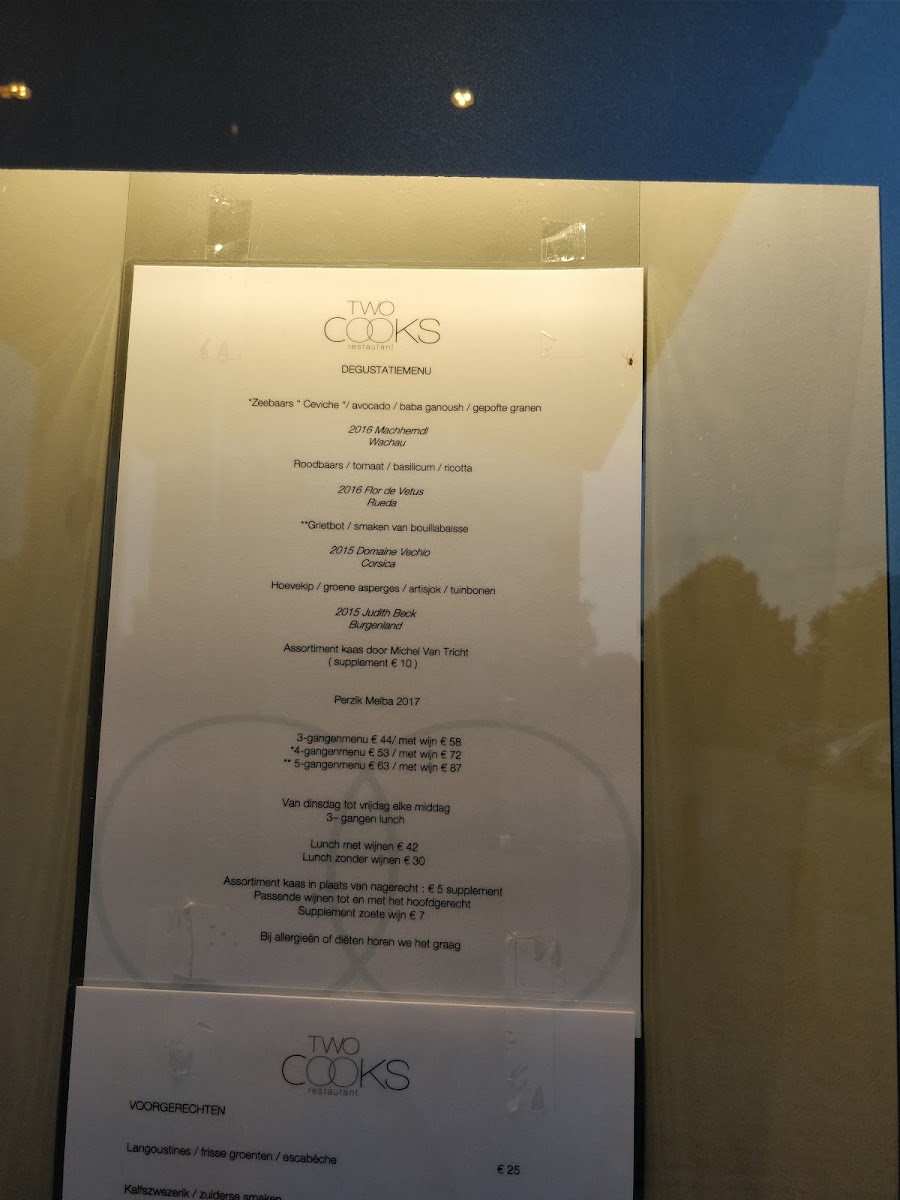 TWO
COOKS
restaurant
DEGUSTATIEMENU
*Zeebaars " Ceviche "/ avocado / baba ganoush / gepofte granen
2016 Machherndl
Wachau
Roodbaars / tomaat / basilicum / ricotta
2016 Flor de Vetus
Rueda
**Grietbot / smaken van bouillabaisse
2015 Domaine Vechio
Corsica
Hoevekip / groene asperges / artisjok / tuinbonen
2015 Judith Beck
Burgenland
Assortiment kaas door Michel Van Tricht
( supplement € 10 )
Perzik Melba 2017
3-gangenmenu € 44/ met wijn € 58
*4-gangenmenu € 53 / met wijn € 72
** 5-gangenmenu € 63 / met wijn € 87
Van dinsdag tot vrijdag elke middag
3– gangen lunch
Lunch met wijnen € 42
Lunch zonder wijnen € 30
Assortiment kaas in plaats van nagerecht : € 5 supplement
Passende wijnen tot en met het hoofdgerecht
Supplement zoete wijn € 7
Bij allergieën of diëten horen we het graag
TWO
COOKS
restaurant
VOORGERECHTEN
Langoustines / frisse groenten / escabèche € 25
Kalfszwezerik / zuiderse smaken